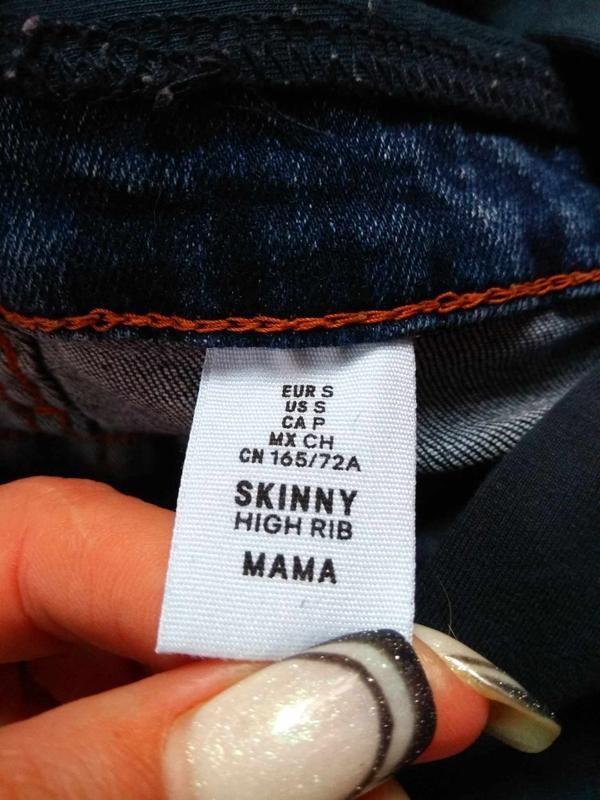 EUR S
US S
CA P
MX CH
CN 165/72A
SKINNY
HIGH RIB
MAMA